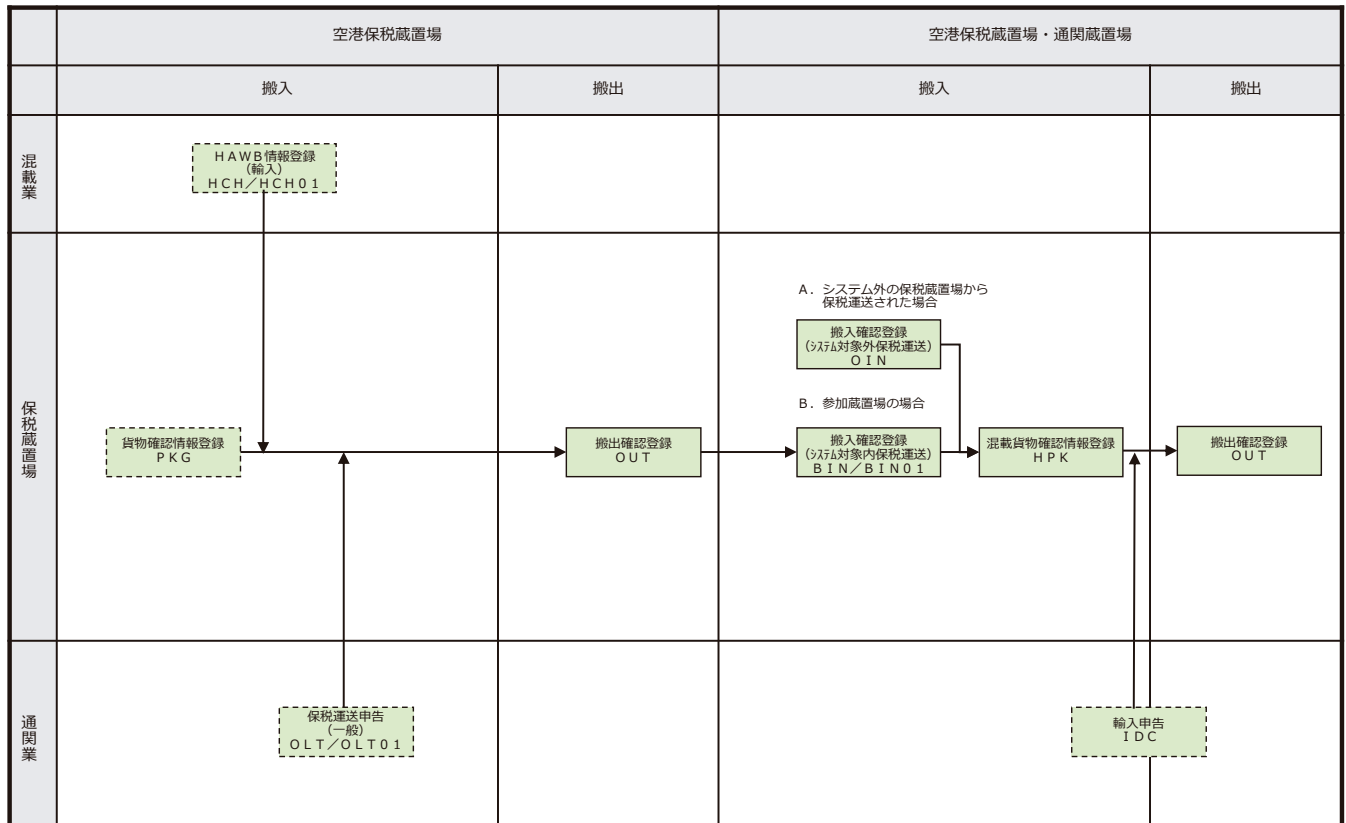 空港保税蔵置場
空港保税蔵置場・通関蔵置場
搬入
搬出
搬入
搬出
混載業
HAWB情報登録
(輸入)
HCH/HCH01
保税蔵置場
A.システム外の保税蔵置場から
保税運送された場合
搬入確認登録
(システム対象外保税運送)
OIN
B.参加蔵置場の場合
貨物確認情報登録
PKG
搬出確認登録
OUT
搬入確認登録
(システム対象内保税運送)
BIN/BIN01
混載貨物確認情報登録
HPK
搬出確認登録
OUT
通関業
保税運送申告
(一般)
OLT/OLT01
輸入申告
IDC